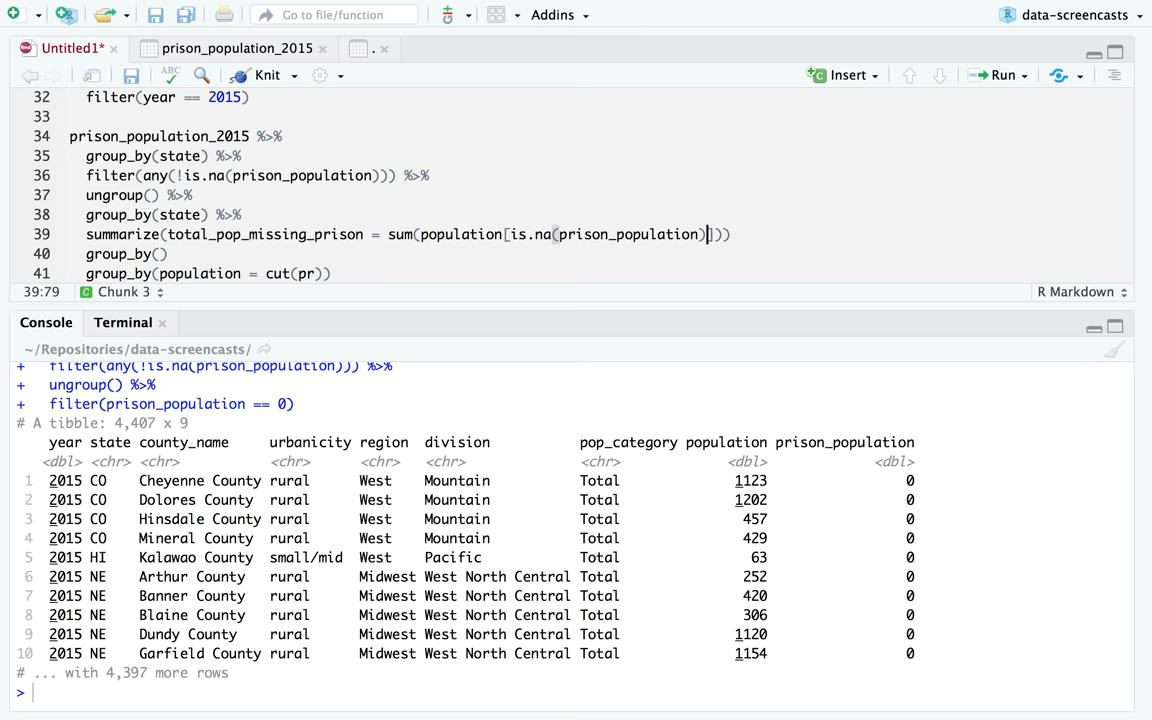 Go to file/function
Addins
data-screencasts
Untitled1*
prison_population_2015
.
ABC
Knit
Insert
Run
32 filter(year == 2015)
33
34 prison_population_2015 %>%
35 group_by(state) %>%
36 filter(any(!is.na(prison_population))) %>%
37 ungroup() %>%
38 group_by(state) %>%
39 summarize(total_pop_missing_prison = sum(population[is.na(prison_population)]))
40 group_by()
41 group_by(population = cut(pr))
39:79 Chunk 3 R Markdown
Console Terminal
~/Repositories/data-screencasts/
+ filter(any(!is.na(prison_population))) %>%
+ ungroup() %>%
+ filter(prison_population == 0)
# A tibble: 4,407 x 9
year state county_name urbanicity region division pop_category population prison_population
<dbl> <chr> <chr> <chr> <chr> <chr> <chr> <dbl> <dbl>
1 2015 CO Cheyenne County rural West Mountain Total 1123 0
2 2015 CO Dolores County rural West Mountain Total 1202 0
3 2015 CO Hinsdale County rural West Mountain Total 457 0
4 2015 CO Mineral County rural West Mountain Total 429 0
5 2015 HI Kalawao County small/mid West Pacific Total 63 0
6 2015 NE Arthur County rural Midwest West North Central Total 252 0
7 2015 NE Banner County rural Midwest West North Central Total 420 0
8 2015 NE Blaine County rural Midwest West North Central Total 306 0
9 2015 NE Dundy County rural Midwest West North Central Total 1120 0
10 2015 NE Garfield County rural Midwest West North Central Total 1154 0
# ... with 4,397 more rows
>